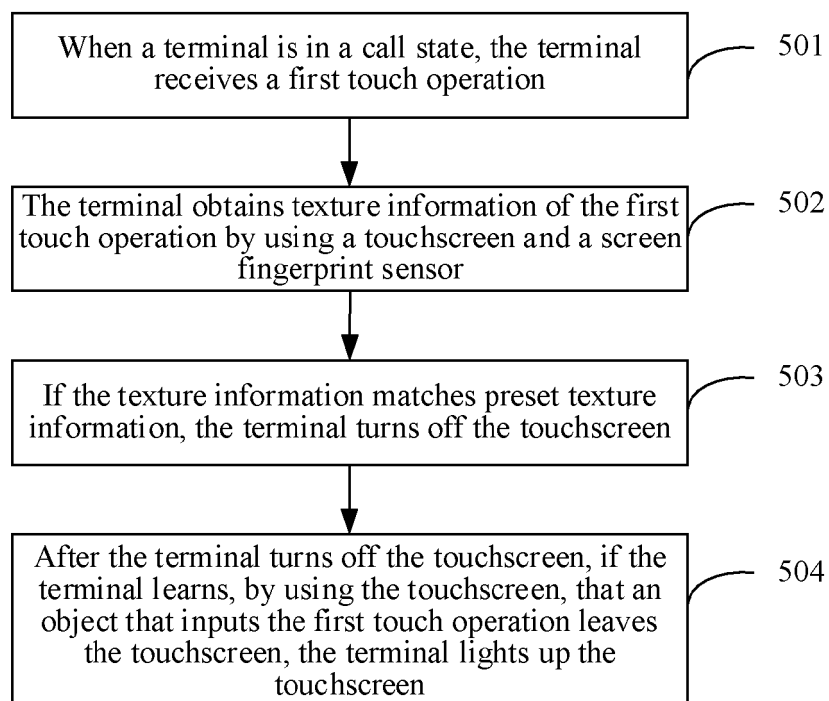 When a terminal is in a call state, the terminal
receives a first touch operation
501
The terminal obtains texture information of the first
touch operation by using a touchscreen and a screen
fingerprint sensor
502
If the texture information matches preset texture
information, the terminal turns off the touchscreen
503
After the terminal turns off the touchscreen, if the
terminal learns, by using the touchscreen, that an
object that inputs the first touch operation leaves
the touchscreen, the terminal lights up the
touchscreen
504